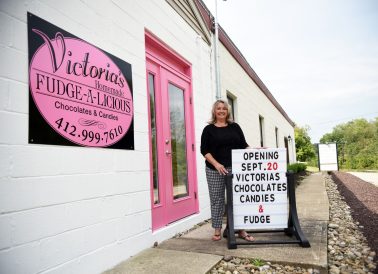 Victoria's
Homemade
FUDGE-A-LICIOUS
Chocolates & Candies
412.999.7610
OPENING
SEPT.20
VICTORIAS
CHOCOLATES
CANDIES
&
FUDGE